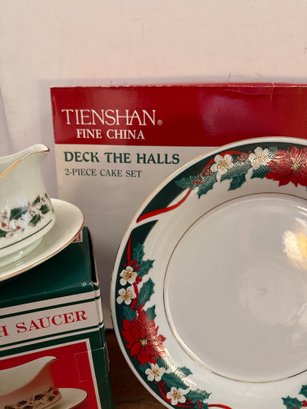 TIENSHAN®
FINE CHINA
DECK THE HALLS
2-PIECE CAKE SET
H SAUCER